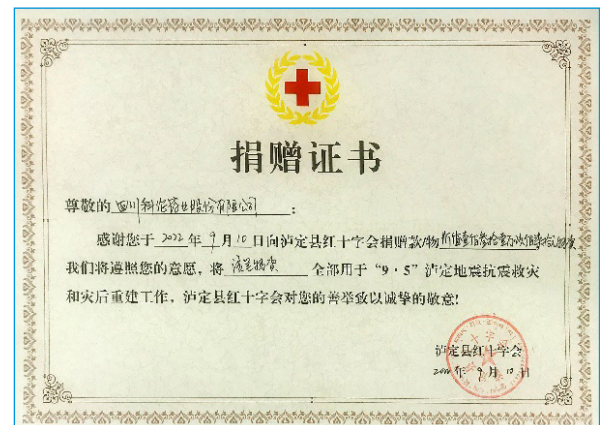 捐赠证书
尊敬的 四川科伦药业股份有限公司 :
感谢您于 2022 年 9 月 10 日向泸定县红十字会捐赠款/物
我们将遵照您的意愿，将 全部用于“9·5”泸定地震抗震救灾
和灾后重建工作，泸定县红十字会对您的善举致以诚挚的敬意!
泸定县红十字会
2022年 9 月 10 日